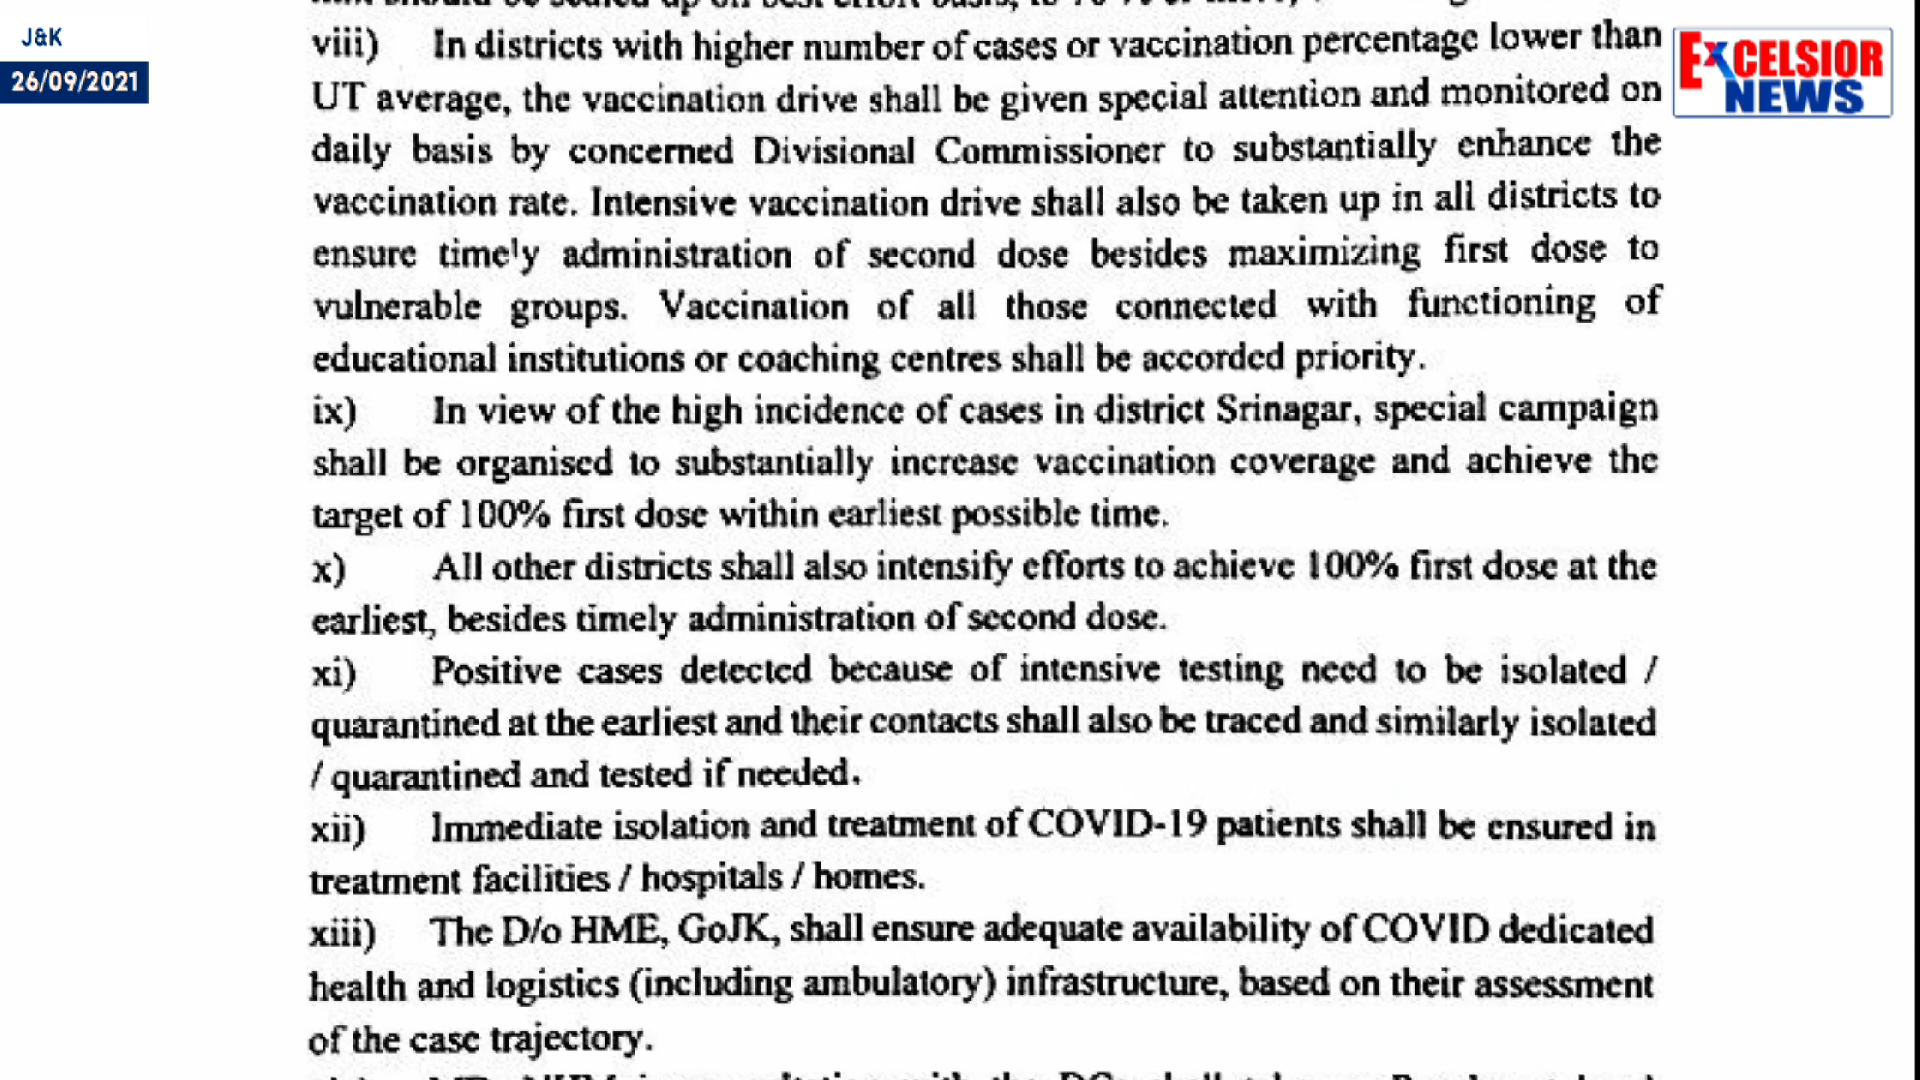 J&K
26/09/2021
EXCELSIOR
NEWS
viii) In districts with higher number of cases or vaccination percentage lower than
UT average, the vaccination drive shall be given special attention and monitored on
daily basis by concerned Divisional Commissioner to substantially enhance the
vaccination rate. Intensive vaccination drive shall also be taken up in all districts to
ensure timely administration of second dose besides maximizing first dose to
vulnerable groups. Vaccination of all those connected with functioning of
educational institutions or coaching centres shall be accorded priority.
ix) In view of the high incidence of cases in district Srinagar, special campaign
shall be organised to substantially increase vaccination coverage and achieve the
target of 100% first dose within earliest possible time.
x) All other districts shall also intensify efforts to achieve 100% first dose at the
earliest, besides timely administration of second dose.
xi) Positive cases detected because of intensive testing need to be isolated /
quarantined at the earliest and their contacts shall also be traced and similarly isolated
/ quarantined and tested if needed.
xii) Immediate isolation and treatment of COVID-19 patients shall be ensured in
treatment facilities / hospitals / homes.
xiii) The D/o HME, GoJK, shall ensure adequate availability of COVID dedicated
health and logistics (including ambulatory) infrastructure, based on their assessment
of the case trajectory.